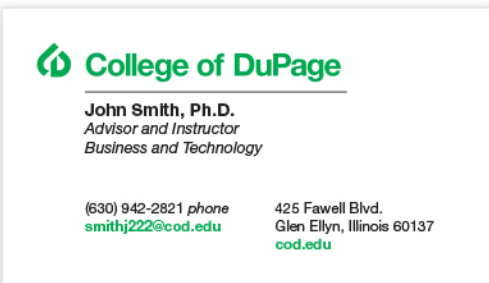 College of DuPage
John Smith, Ph.D.
Advisor and Instructor
Business and Technology
(630) 942-2821 phone
smithj222@cod.edu
425 Fawell Blvd.
Glen Ellyn, Illinois 60137
cod.edu